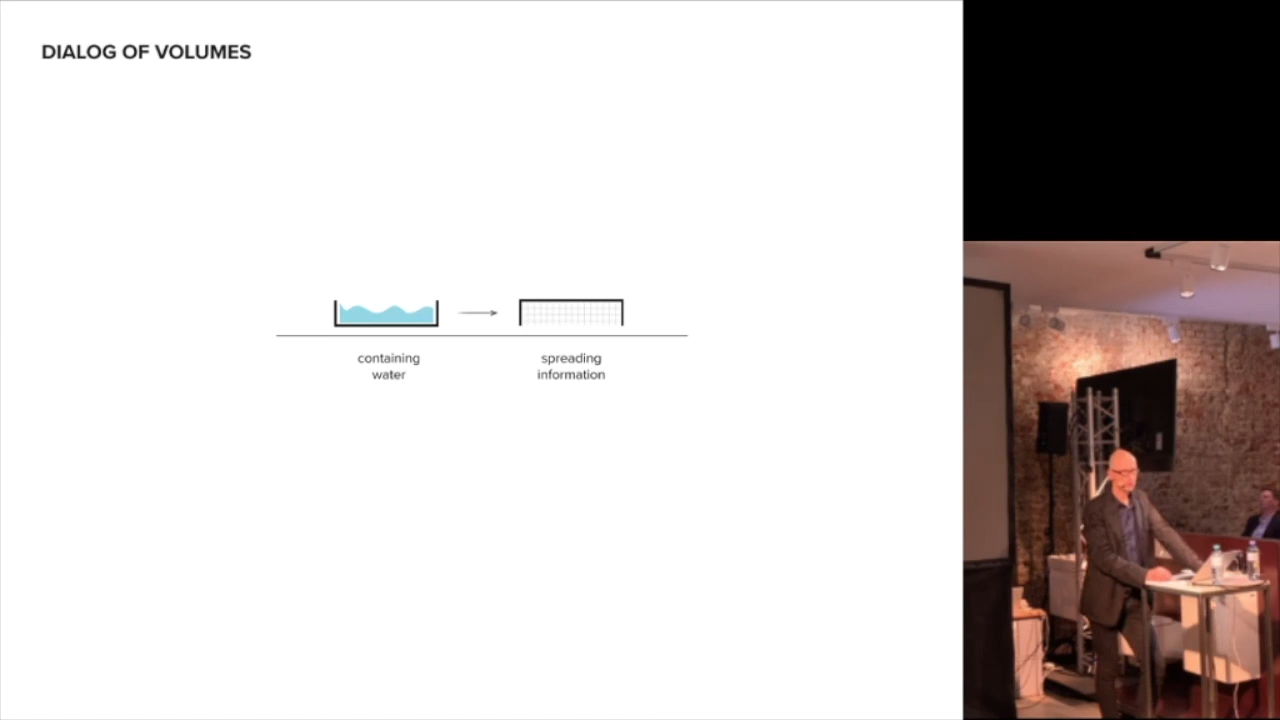 DIALOG OF VOLUMES
containing
water
spreading
information